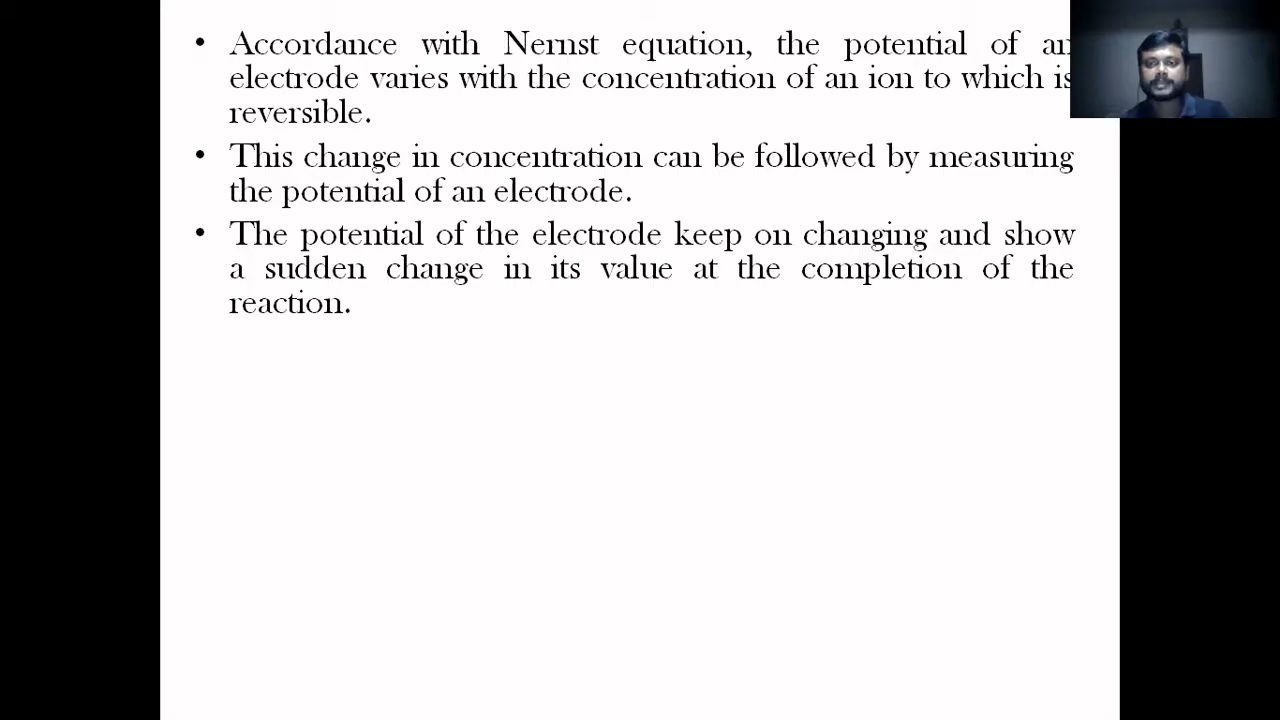 • Accordance with Nernst equation, the potential of an
electrode varies with the concentration of an ion to which is
reversible.
• This change in concentration can be followed by measuring
the potential of an electrode.
• The potential of the electrode keep on changing and show
a sudden change in its value at the completion of the
reaction.